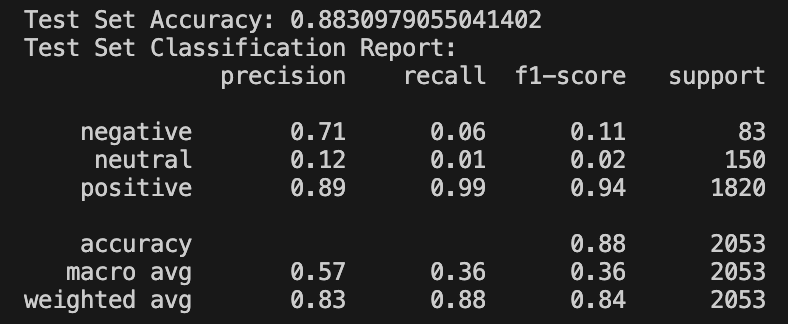 Test Set Accuracy: 0.8830979055041402
Test Set Classification Report:
precision recall f1-score support
negative 0.71 0.06 0.11 83
neutral 0.12 0.01 0.02 150
positive 0.89 0.99 0.94 1820
accuracy 0.88 2053
macro avg 0.57 0.36 0.36 2053
weighted avg 0.83 0.88 0.84 2053